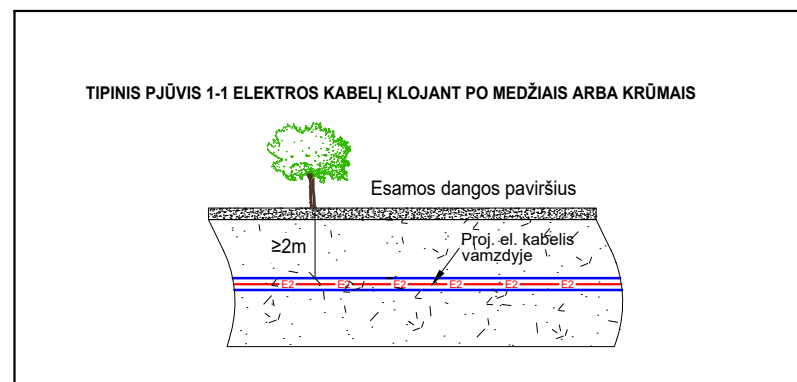 TIPINIS PJŪVIS 1-1 ELEKTROS KABELĮ KLOJANT PO MEDŽIAIS ARBA KRŪMAIS
Esamos dangos paviršius
≥2m
Proj. el. kabelis
vamzdyje
E2 E2 E2 E2 E2 E2